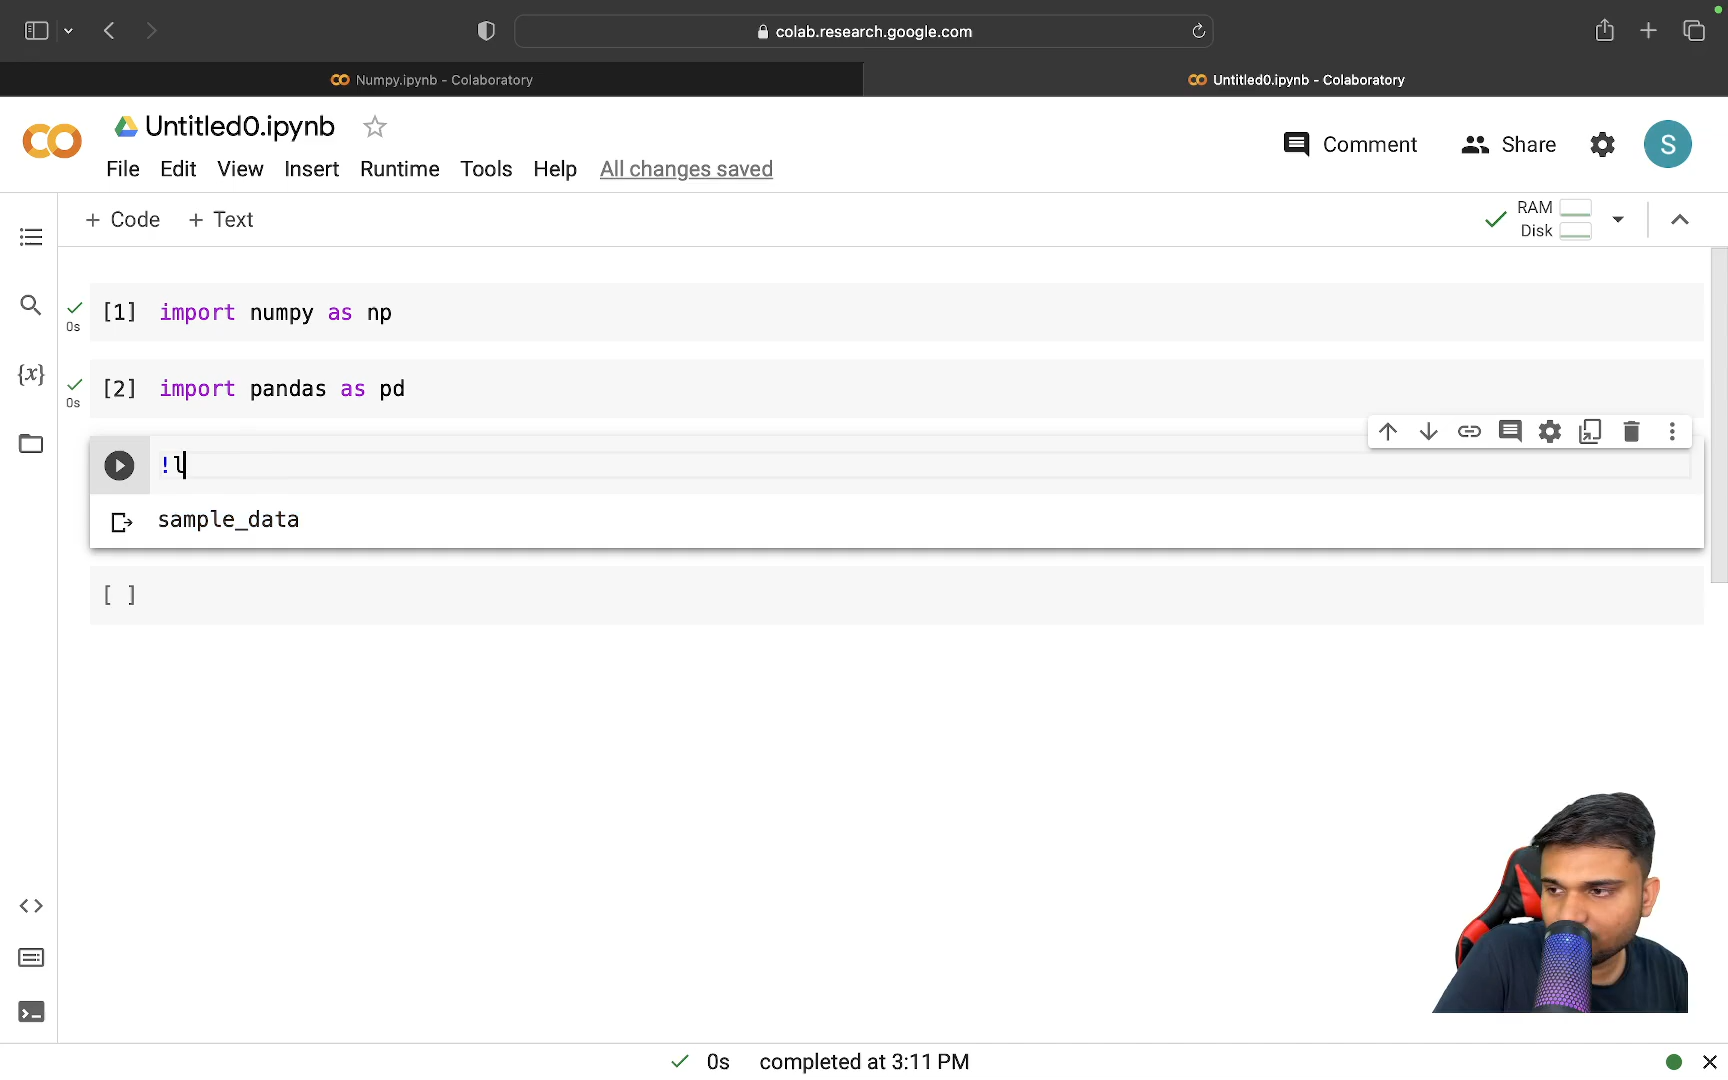 colab.research.google.com
Numpy.ipynb - Colaboratory
Untitled0.ipynb - Colaboratory
Untitled0.ipynb
Comment
Share
S
File Edit View Insert Runtime Tools Help All changes saved
+ Code + Text
RAM
Disk
[1] import numpy as np
0s
[2] import pandas as pd
0s
!l
sample_data
[ ]
0s completed at 3:11 PM